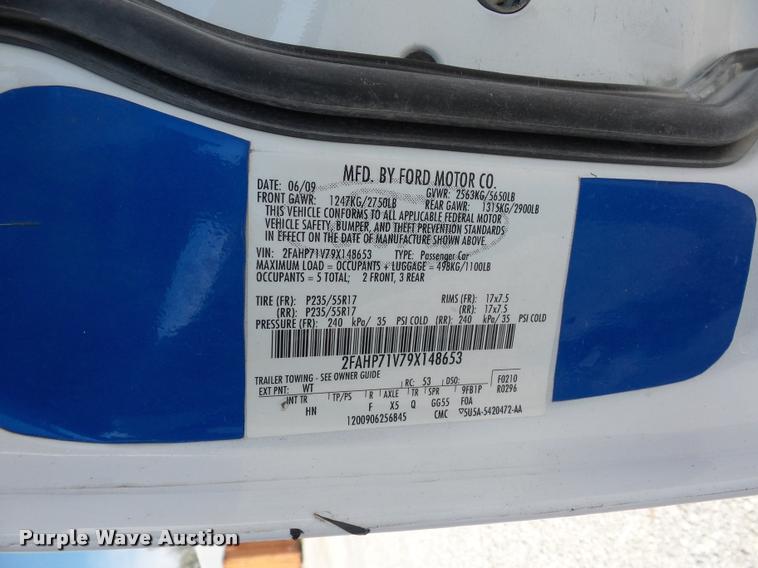 MFD. BY FORD MOTOR CO.
DATE: 06/09 GVWR: 2563KG/5650LB
FRONT GAWR: 1247KG/2750LB REAR GAWR: 1315KG/2900LB
THIS VEHICLE CONFORMS TO ALL APPLICABLE FEDERAL MOTOR
VEHICLE SAFETY, BUMPER, AND THEFT PREVENTION STANDARDS
IN EFFECT ON THE DATE OF MANUFACTURE SHOWN ABOVE.
VIN: 2FAHP71V79X148653 TYPE: Passenger Car
MAXIMUM LOAD = OCCUPANTS + LUGGAGE = 498KG/1100LB
OCCUPANTS = 5 TOTAL; 2 FRONT, 3 REAR
TIRE (FR): P235/55R17 RIMS (FR): 17x7.5
(RR): P235/55R17 (RR): 17x7.5
PRESSURE (FR): 240 kPa/ 35 PSI COLD (RR): 240 kPa/ 35 PSI COLD
2FAHP71V79X148653
TRAILER TOWING - SEE OWNER GUIDE
EXT PNT: WT RC: 53 DSO: F0210
INT TR TP/PS R AXLE TR SPR 9FB1P R0296
HN F X5 Q GG55 FOA
1200906256845 CMC 5U5A-5420472-AA
Purple Wave Auction